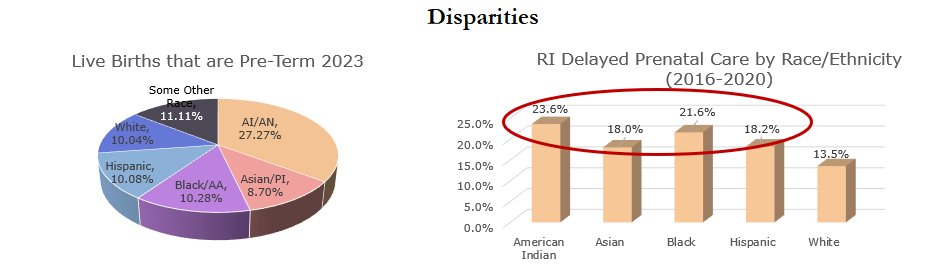 Disparities
Live Births that are Pre-Term 2023
Some Other
Race,
11.11%
AI/AN,
27.27%
White,
10.04%
Hispanic,
10.08%
Black/AA,
10.28%
Asian/PI,
8.70%
RI Delayed Prenatal Care by Race/Ethnicity
(2016-2020)
23.6%
21.6%
18.0%
18.2%
13.5%
25.0%
20.0%
15.0%
10.0%
5.0%
0.0%
American
Indian
Asian
Black
Hispanic
White